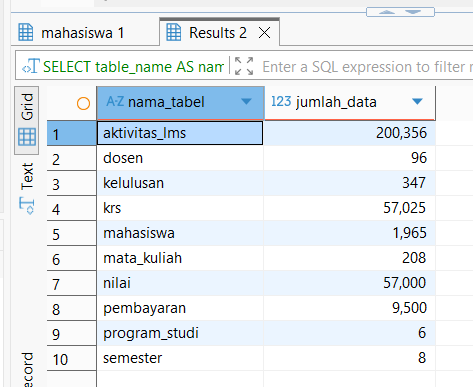 mahasiswa 1 Results 2
SELECT table_name AS nam Enter a SQL expression to filter
Grid
Text
ecord
A-Z nama_tabel 123 jumlah_data
1 aktivitas_lms 200,356
2 dosen 96
3 kelulusan 347
4 krs 57,025
5 mahasiswa 1,965
6 mata_kuliah 208
7 nilai 57,000
8 pembayaran 9,500
9 program_studi 6
10 semester 8